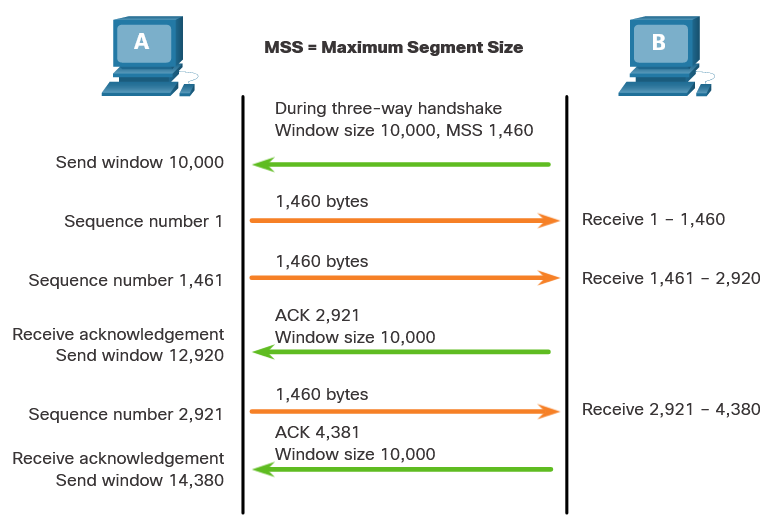 A
MSS = Maximum Segment Size
B
During three-way handshake
Window size 10,000, MSS 1,460
Send window 10,000
1,460 bytes
Sequence number 1
Receive 1 – 1,460
1,460 bytes
Sequence number 1,461
Receive 1,461 – 2,920
ACK 2,921
Window size 10,000
Receive acknowledgement
Send window 12,920
1,460 bytes
Sequence number 2,921
Receive 2,921 – 4,380
ACK 4,381
Window size 10,000
Receive acknowledgement
Send window 14,380